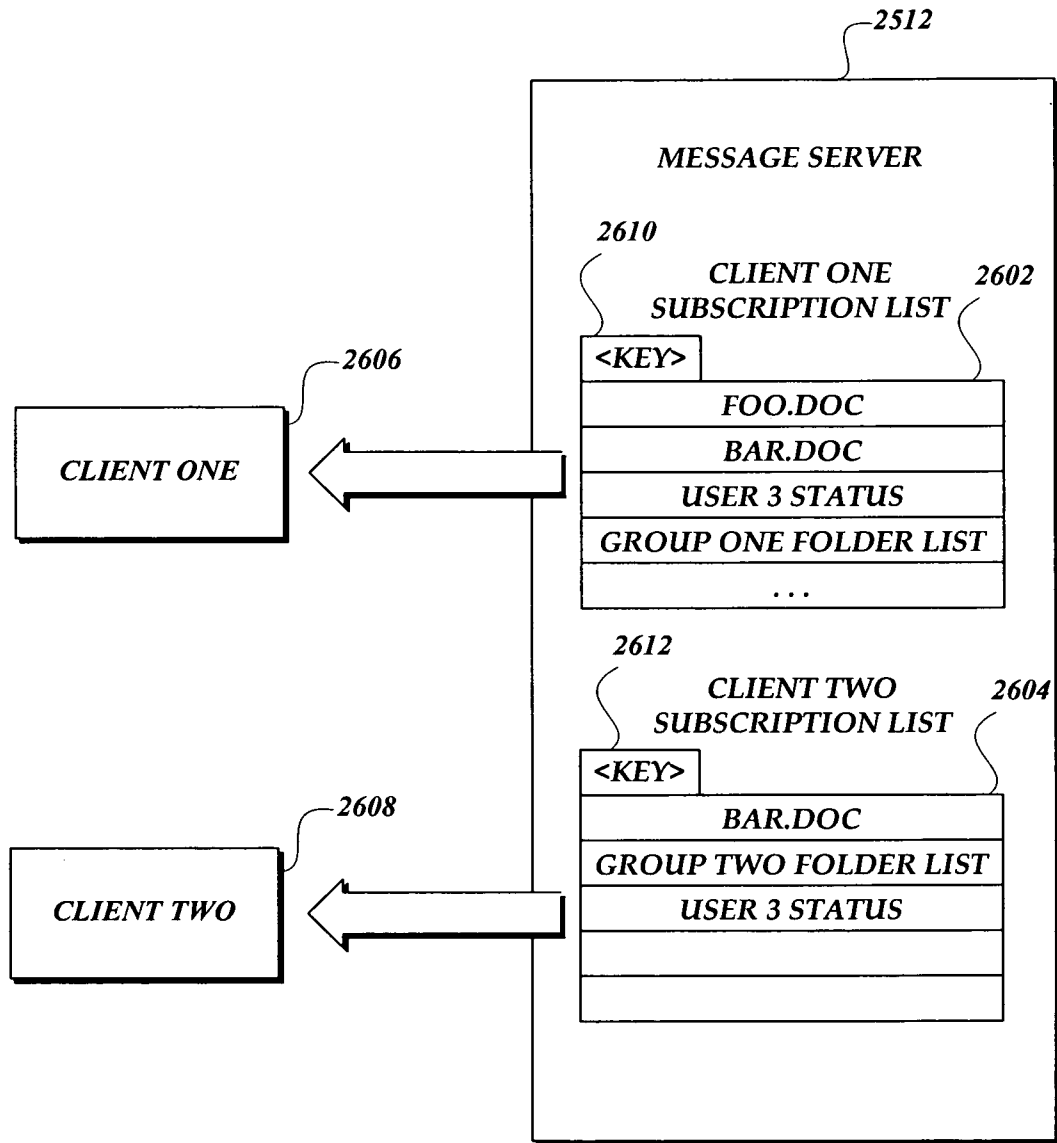 2512
MESSAGE SERVER
2610
CLIENT ONE
SUBSCRIPTION LIST
2602
<KEY>
2606
FOO.DOC
BAR.DOC
CLIENT ONE
USER 3 STATUS
GROUP ONE FOLDER LIST
. . .
2612
CLIENT TWO
SUBSCRIPTION LIST
2604
<KEY>
2608
BAR.DOC
GROUP TWO FOLDER LIST
CLIENT TWO
USER 3 STATUS